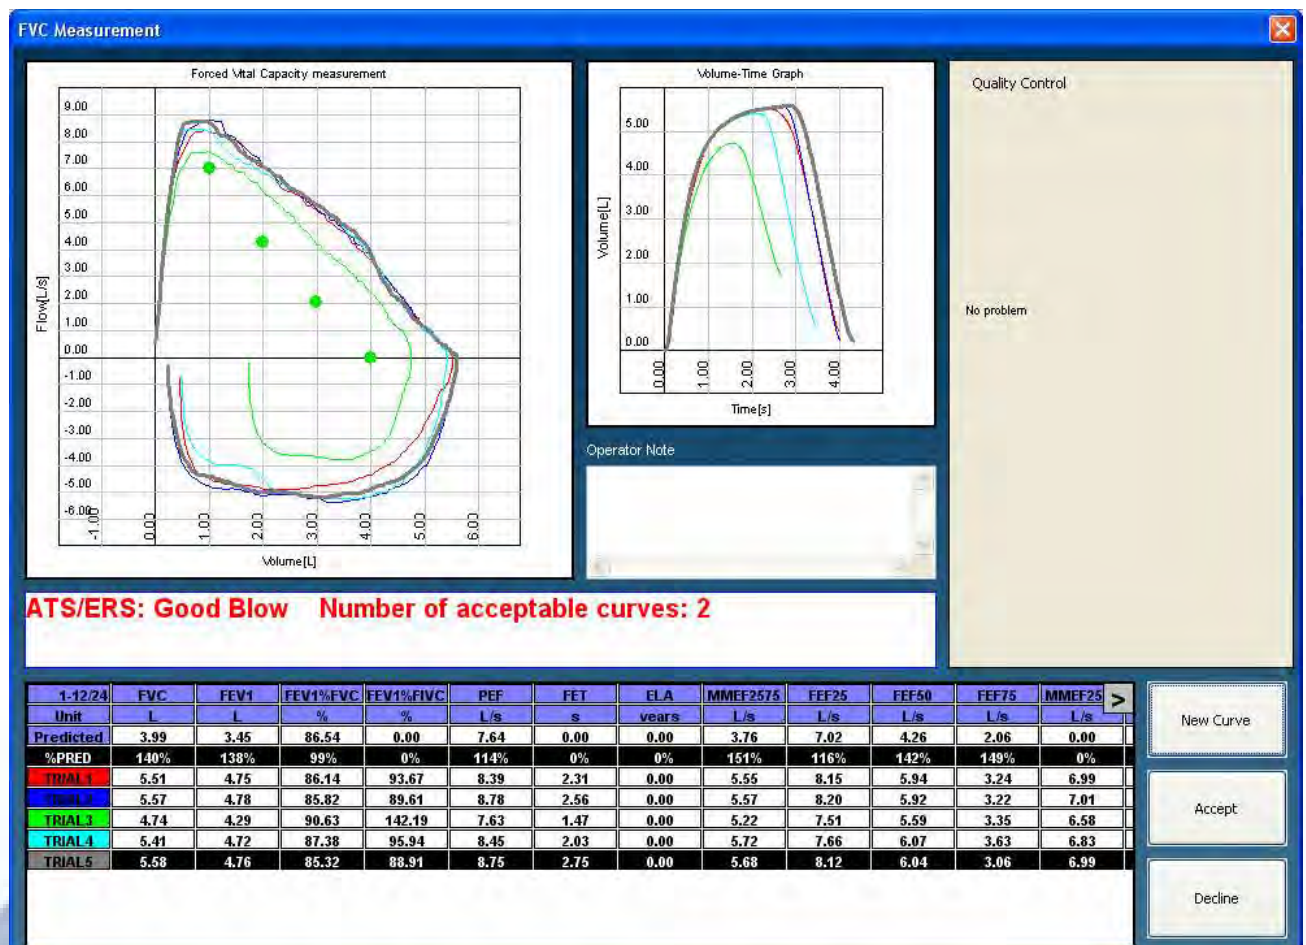 FVC Measurement
Forced Vital Capacity measurement
9.00
8.00
7.00
6.00
5.00
4.00
3.00
2.00
1.00
0.00
-1.00
-2.00
-3.00
-4.00
-5.00
-6.00
Flow[L/s]
-1.00 0.00 1.00 2.00 3.00 4.00 5.00 6.00
Volume[L]
Volume-Time Graph
5.00
4.00
3.00
2.00
1.00
0.00
Volume[L]
0.00 1.00 2.00 3.00 4.00
Time[s]
Quality Control
No problem
Operator Note
ATS/ERS: Good Blow Number of acceptable curves: 2
1-12/24 FVC FEV1 FEV1%FVC FEV1%FIVC PEF FET ELA MMEF2575 FEF25 FEF50 FEF75 MMEF25 >
Unit L L % % L/s s years L/s L/s L/s L/s L/s
Predicted 3.99 3.45 86.54 0.00 7.64 0.00 0.00 3.76 7.02 4.26 2.06 0.00
%PRED 140% 138% 99% 0% 114% 0% 0% 151% 116% 142% 149% 0%
TRIAL1 5.51 4.75 86.14 93.67 8.39 2.31 0.00 5.55 8.15 5.94 3.24 6.99
TRIAL2 5.57 4.78 85.82 89.61 8.78 2.56 0.00 5.57 8.20 5.92 3.22 7.01
TRIAL3 4.74 4.29 90.63 142.19 7.63 1.47 0.00 5.22 7.51 5.59 3.35 6.58
TRIAL4 5.41 4.72 87.38 95.94 8.45 2.03 0.00 5.72 7.66 6.07 3.63 6.83
TRIAL5 5.58 4.76 85.32 88.91 8.75 2.75 0.00 5.68 8.12 6.04 3.06 6.99
New Curve
Accept
Decline